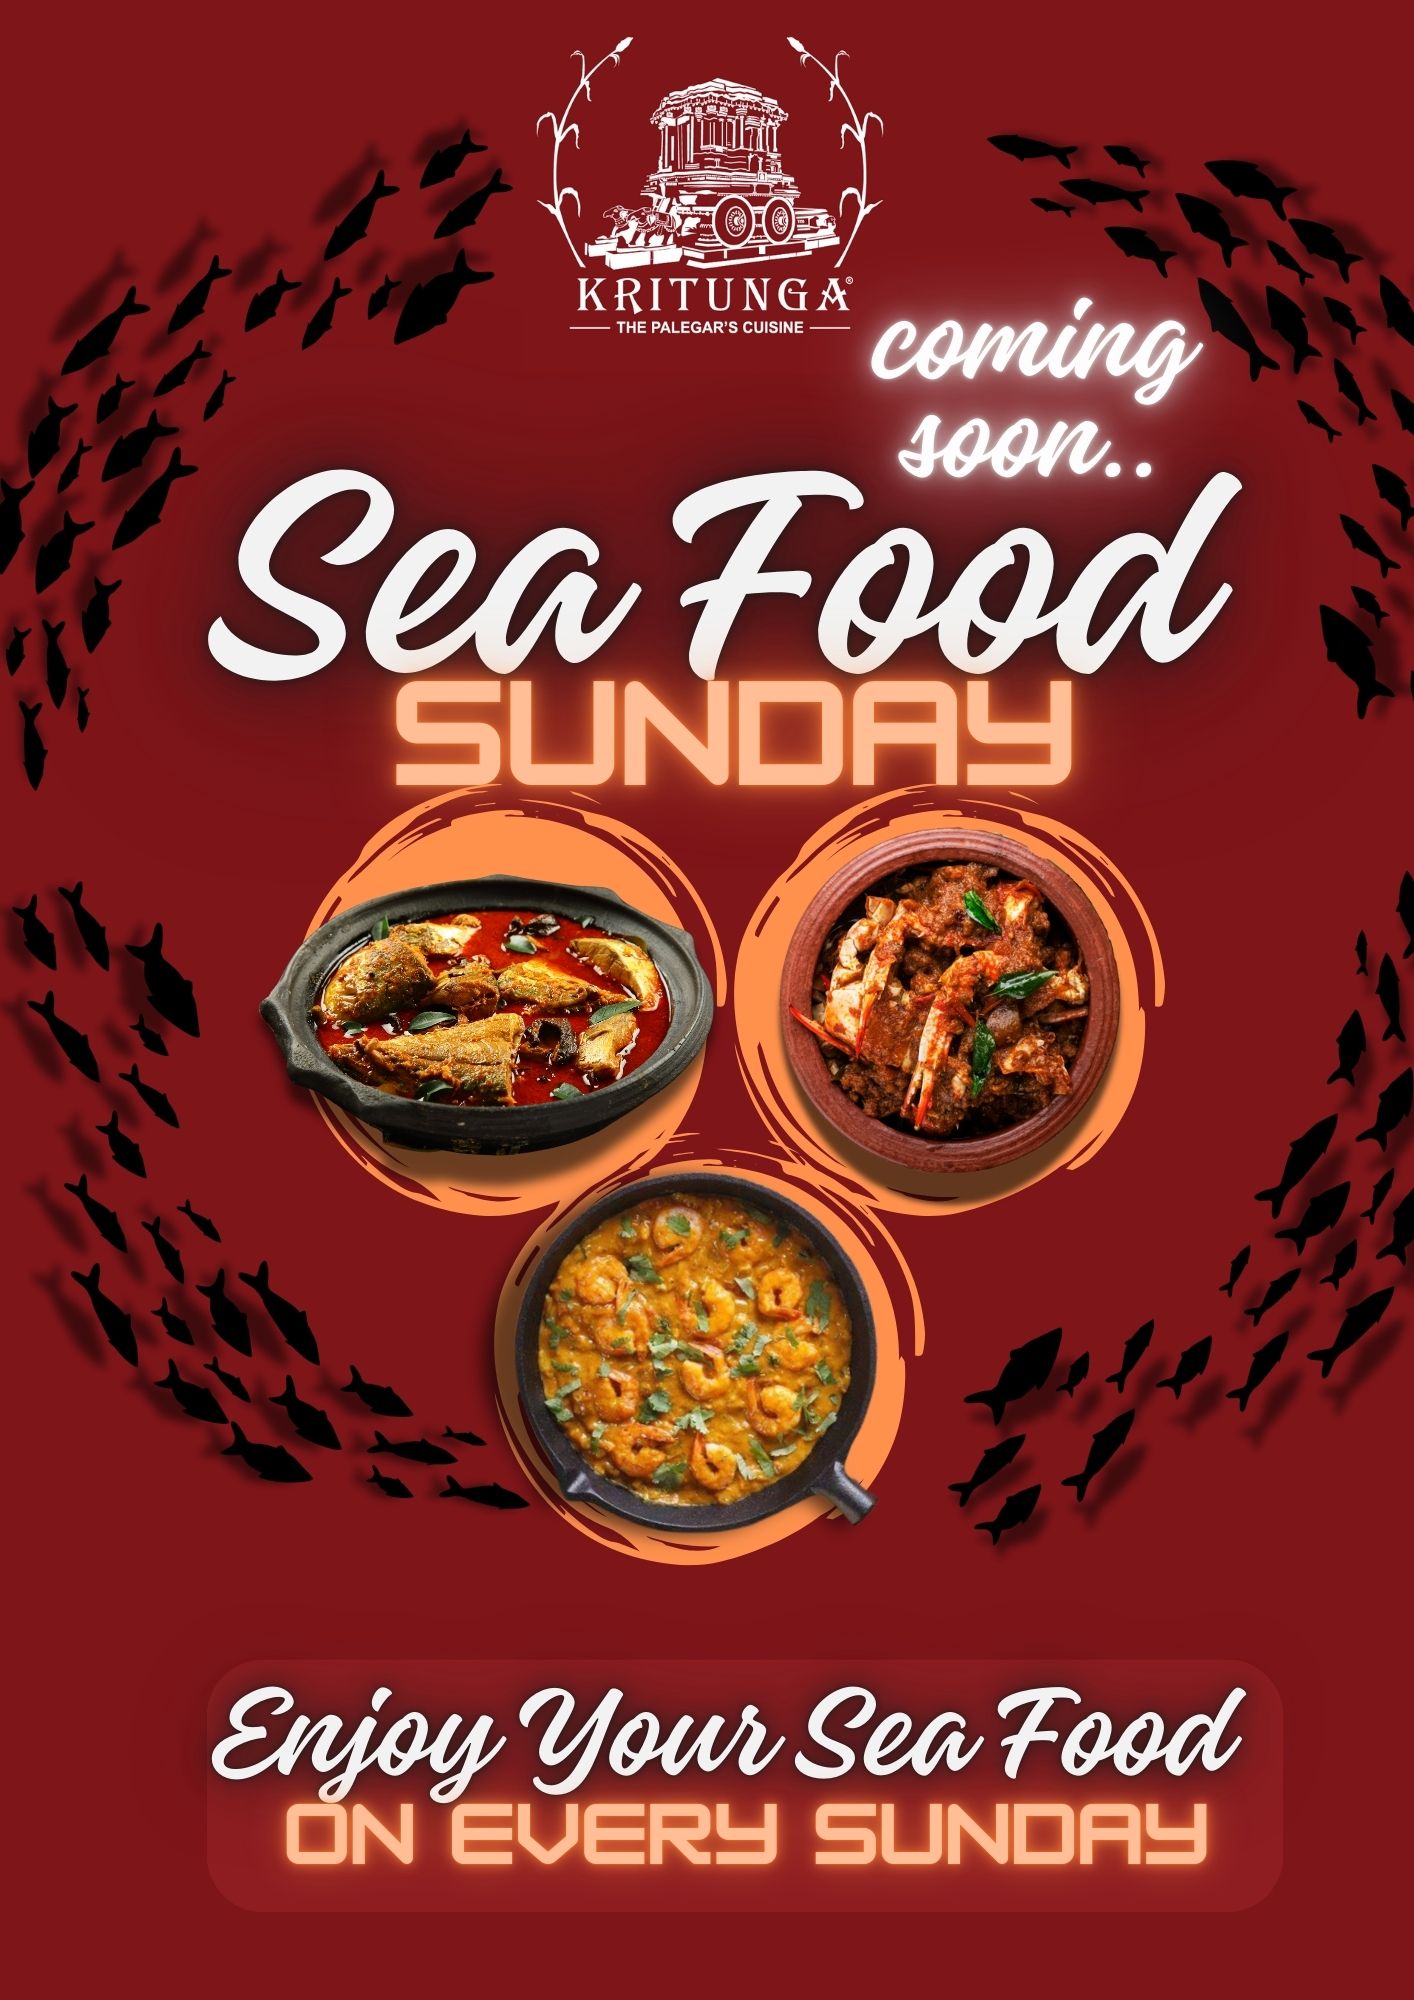 KRITUNGA®
THE PALEGAR'S CUISINE
coming
soon..
Sea Food
SUNDAY
Enjoy Your Sea Food
ON EVERY SUNDAY